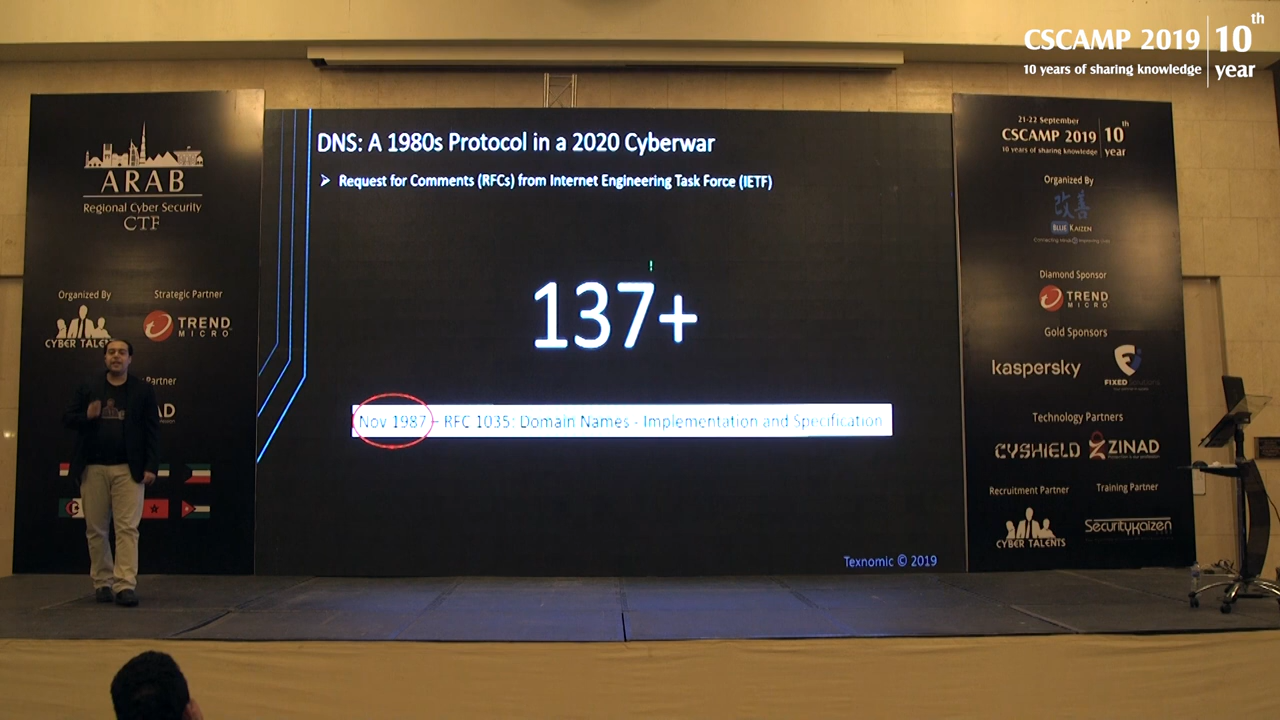 CSCAMP 2019
10 years of sharing knowledge
10th
year
ARAB
Regional Cyber Security
CTF
Organized By
Strategic Partner
CYBER
TREND
MICRO
Partner
DNS: A 1980s Protocol in a 2020 Cyberwar
➤ Request for Comments (RFCs) from Internet Engineering Task Force (IETF)
!
137+
Nov 1987 – RFC 1035: Domain Names - Implementation and Specification
Texnomic © 2019
21-22 September
CSCAMP 2019
10 years of sharing knowledge
10th
year
Organized By
改善
BLUE KAIZEN
Diamond Sponsor
TREND
MICRO
Gold Sponsors
kaspersky
FIXED
Technology Partners
CYSHIELD
ZINAD
Recruitment Partner
Training Partner
CYBER TALENTS
SecurityKaizen